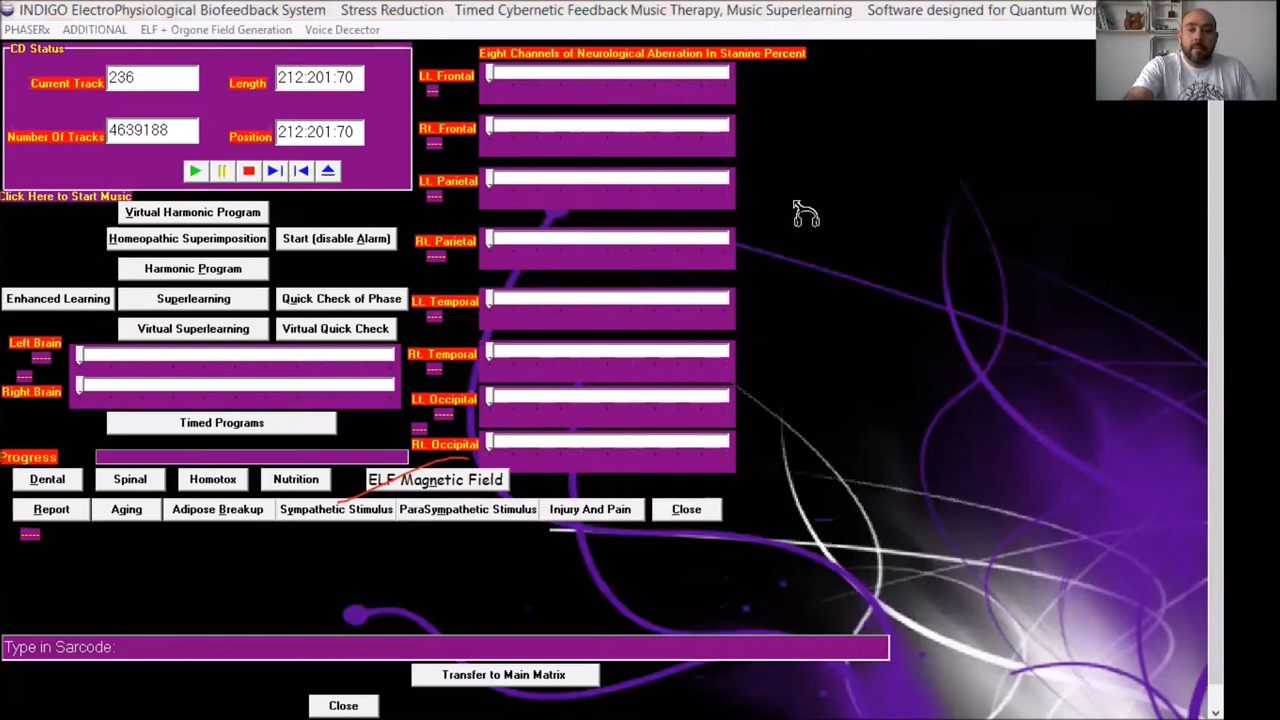 INDIGO ElectroPhysiological Biofeedback System Stress Reduction Timed Cybernetic Feedback Music Therapy, Music Superlearning Software designed for Quantum
PHASERx ADDITIONAL ELF + Orgone Field Generation Voice Decector
CD Status
Current Track 236 Length 212:201:70
Number Of Tracks 4639188 Position 212:201:70
Click Here to Start Music
Virtual Harmonic Program
Homeopathic Superimposition Start (disable Alarm)
Harmonic Program
Enhanced Learning Superlearning Quick Check of Phase
Virtual Superlearning Virtual Quick Check
Left Brain
-----
----
Right Brain
Timed Programs
Progress
Eight Channels of Neurological Aberration In Stanine Percent
Lt. Frontal
---
Rt. Frontal
----
Lt. Parietal
----
Rt. Parietal
-----
Lt. Temporal
----
Rt. Temporal
----
Lt. Occipital
-----
----
Rt. Occipital
Dental Spinal Homotox Nutrition ELF Magnetic Field
Report Aging Adipose Breakup Sympathetic Stimulus ParaSympathetic Stimulus Injury And Pain Close
-----
Type in Sarcode:
Transfer to Main Matrix
Close